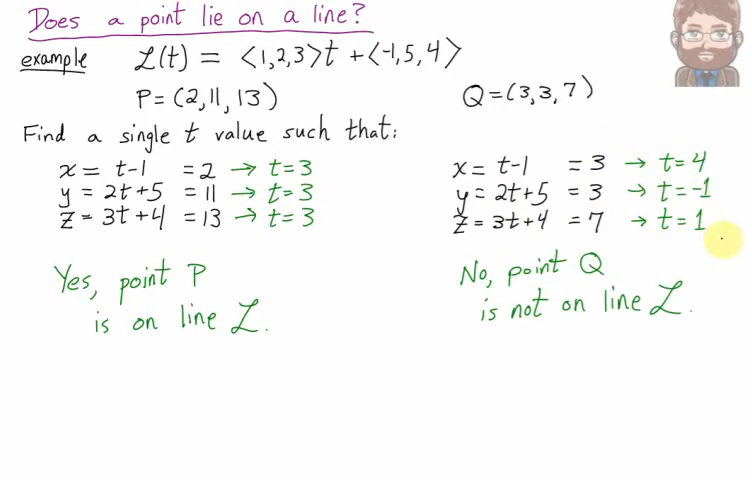 Does a point lie on a line?
example L(t) = <1,2,3>t + <-1,5,4>
P = (2,11,13) Q = (3,3,7)
Find a single t value such that:
x = t-1 = 2 → t=3
y = 2t+5 = 11 → t=3
z = 3t+4 = 13 → t=3
Yes, point P
is on line L.
x = t-1 = 3 → t=4
y = 2t+5 = 3 → t=-1
z = 3t+4 = 7 → t=1
No, point Q
is not on line L.